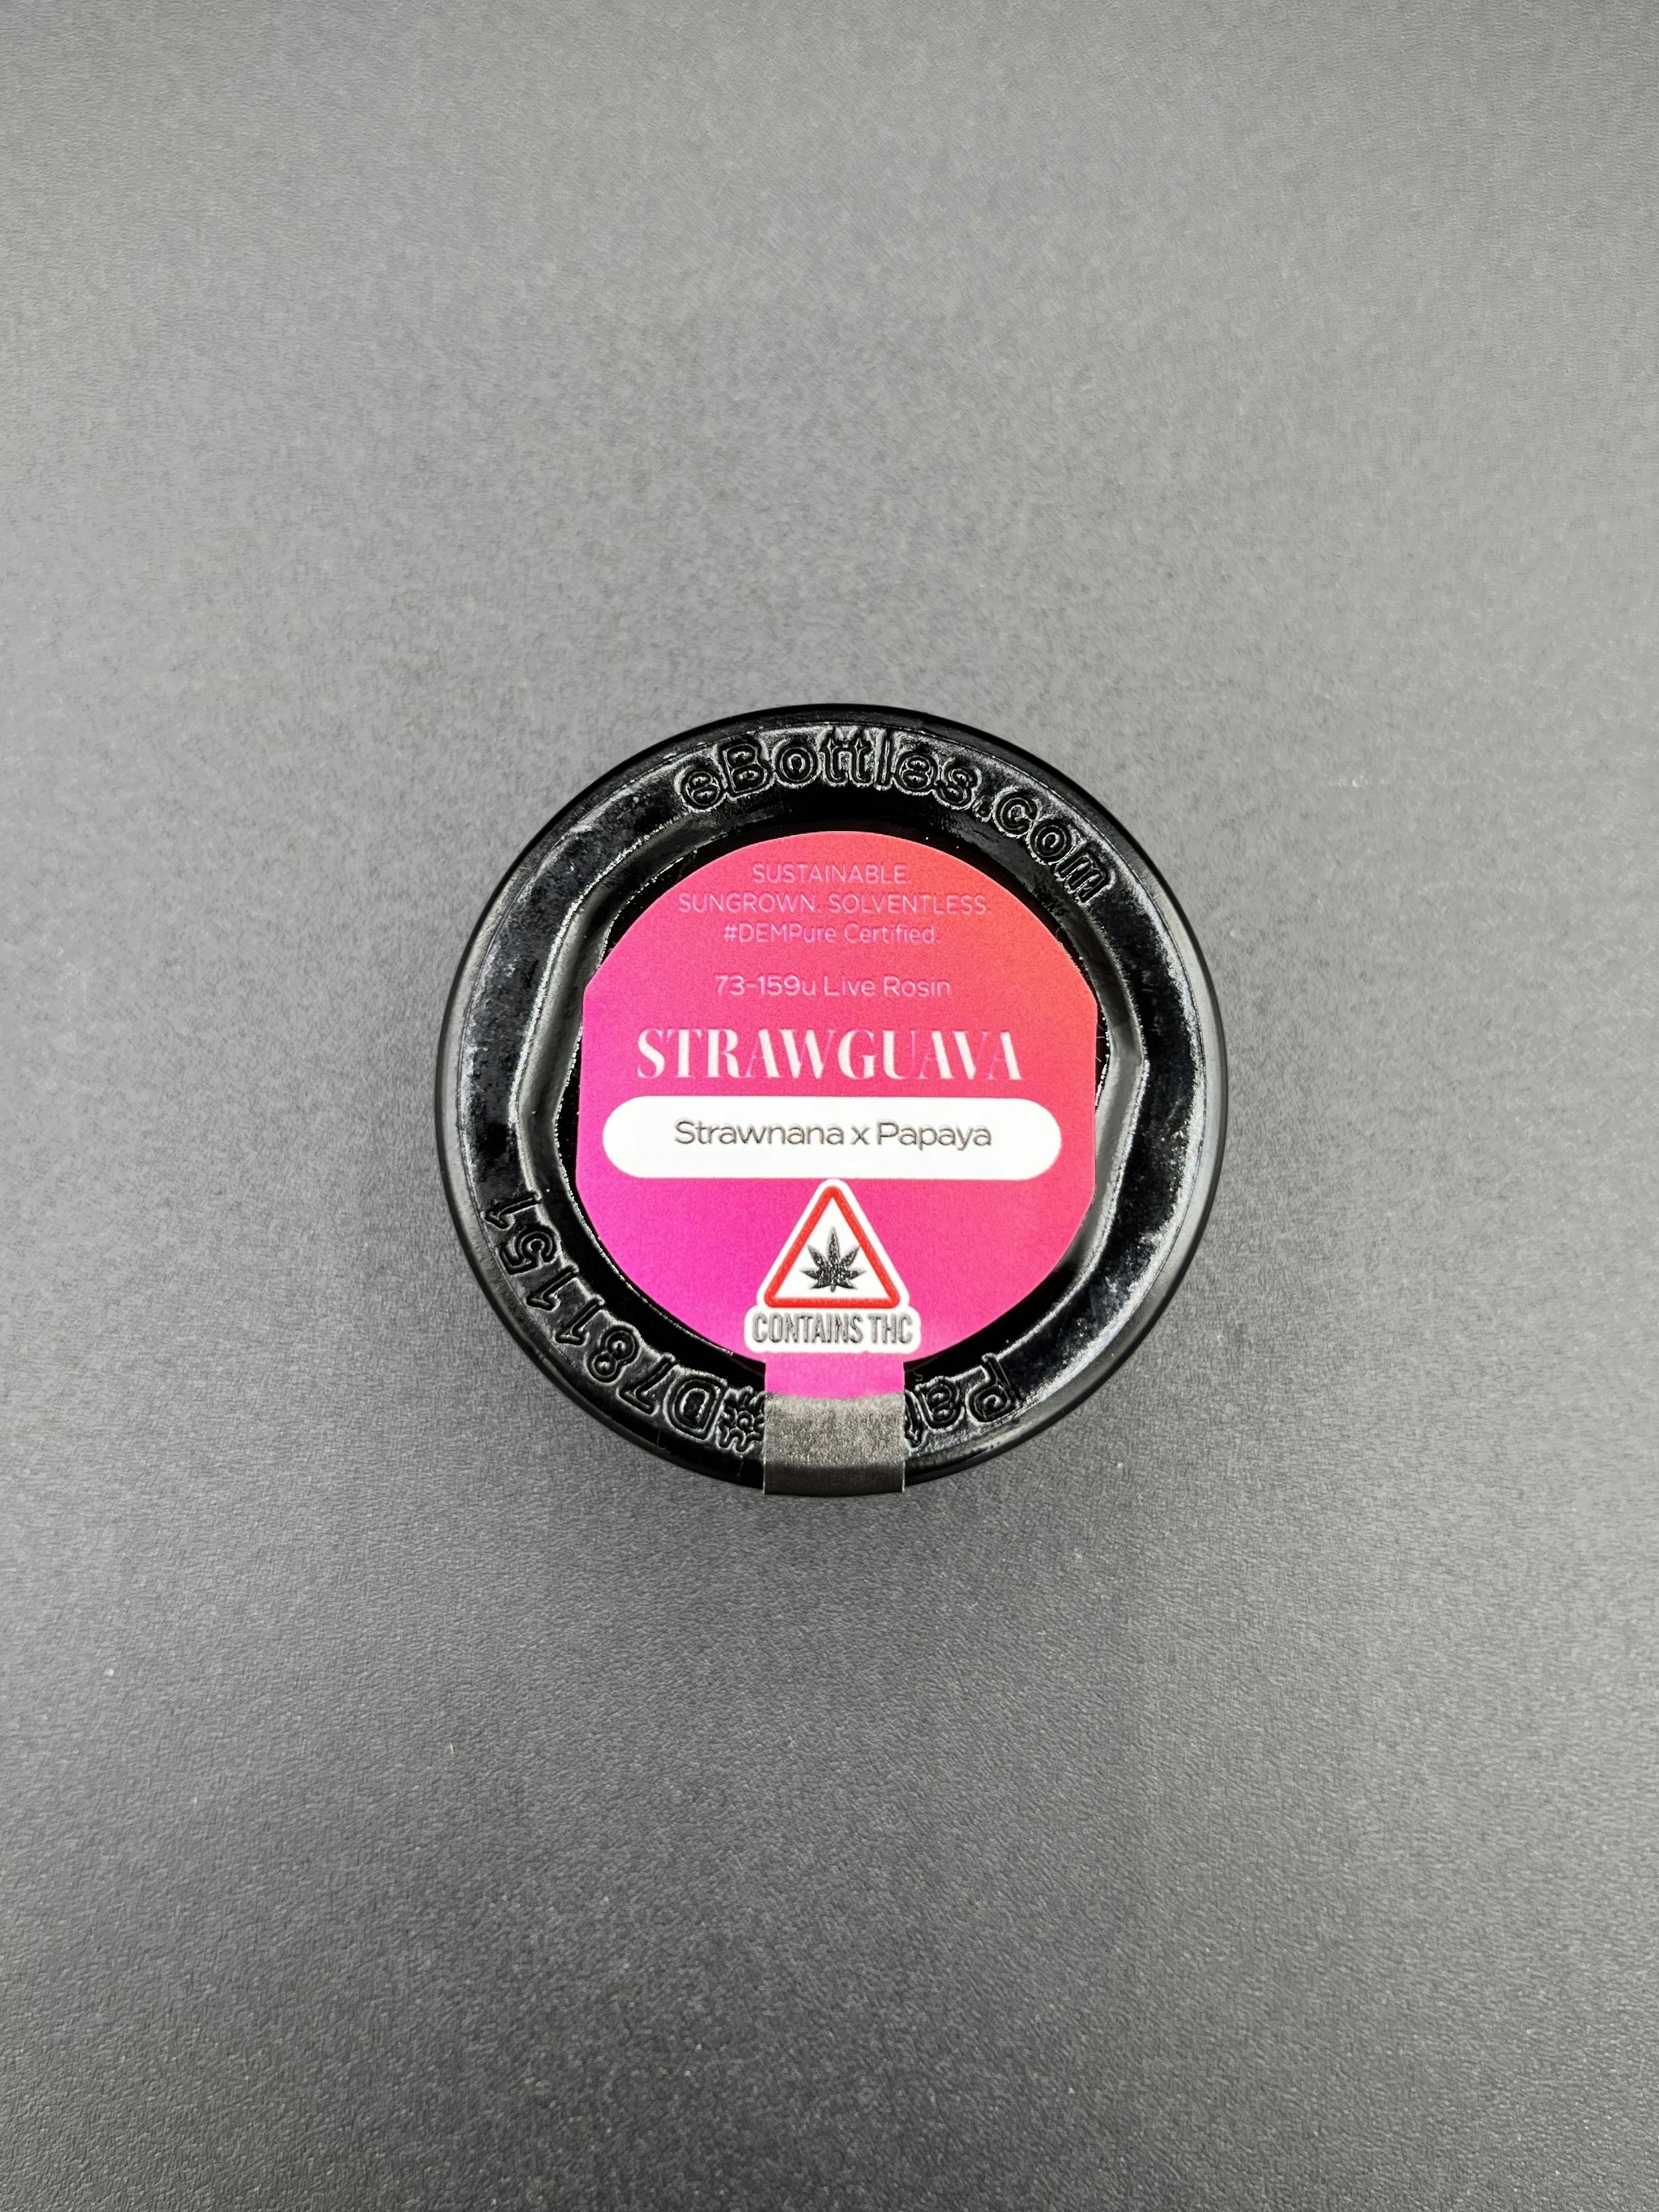 eBottles.com
SUSTAINABLE.
SUNGROWN. SOLVENTLESS.
#DEMPure Certified.
73-159u Live Rosin
STRAWGUAVA
Strawnana x Papaya
CONTAINS THC
D781151